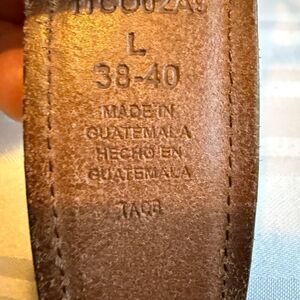 L
38-40
MADE IN
GUATEMALA
HECHO EN
GUATEMALA